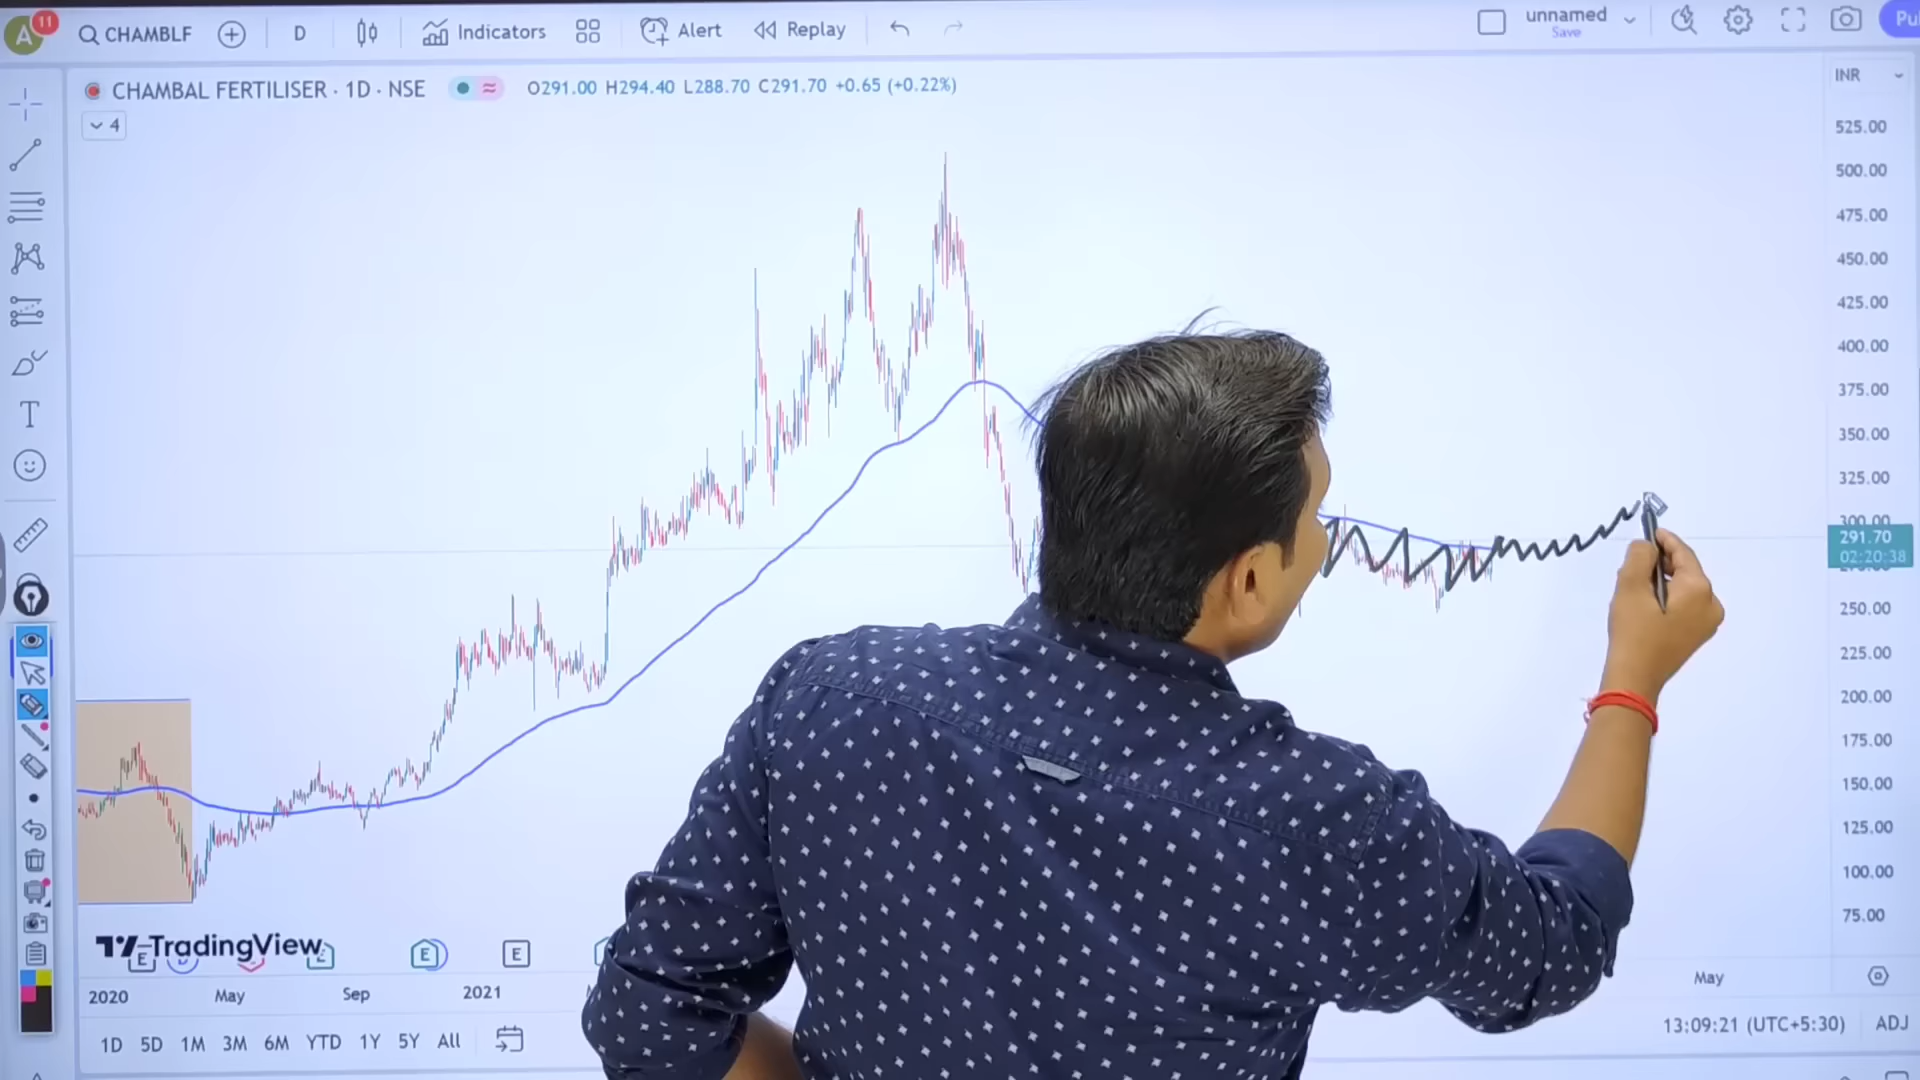 A 11 CHAMBLF D Indicators Alert Replay unnamed
Save
CHAMBAL FERTILISER · 1D · NSE O291.00 H294.40 L288.70 C291.70 +0.65 (+0.22%)
4
INR
525.00
500.00
475.00
450.00
425.00
400.00
375.00
350.00
325.00
300.00
291.70
02:20:38
250.00
225.00
200.00
175.00
150.00
125.00
100.00
75.00
T
TradingView
E E E
2020 May Sep 2021 May
1D 5D 1M 3M 6M YTD 1Y 5Y All 13:09:21 (UTC+5:30) ADJ